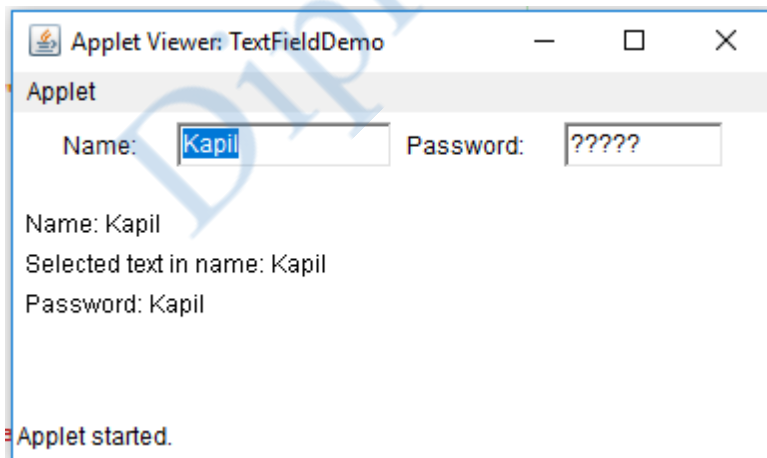 Applet Viewer: TextFieldDemo
Applet
Name: Kapil Password: ?????
Name: Kapil
Selected text in name: Kapil
Password: Kapil
Applet started.